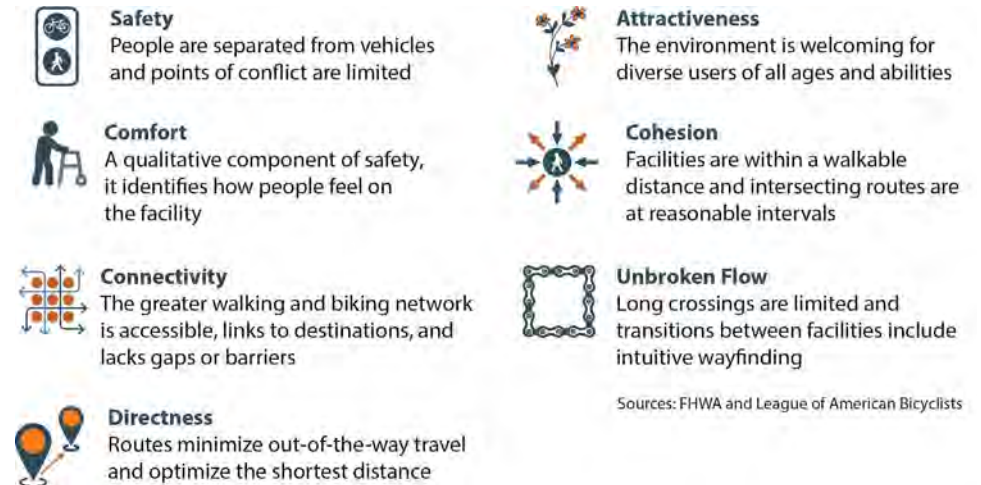 Safety
People are separated from vehicles
and points of conflict are limited
Comfort
A qualitative component of safety,
it identifies how people feel on
the facility
Connectivity
The greater walking and biking network
is accessible, links to destinations, and
lacks gaps or barriers
Directness
Routes minimize out-of-the-way travel
and optimize the shortest distance
Attractiveness
The environment is welcoming for
diverse users of all ages and abilities
Cohesion
Facilities are within a walkable
distance and intersecting routes are
at reasonable intervals
Unbroken Flow
Long crossings are limited and
transitions between facilities include
intuitive wayfinding
Sources: FHWA and League of American Bicyclists